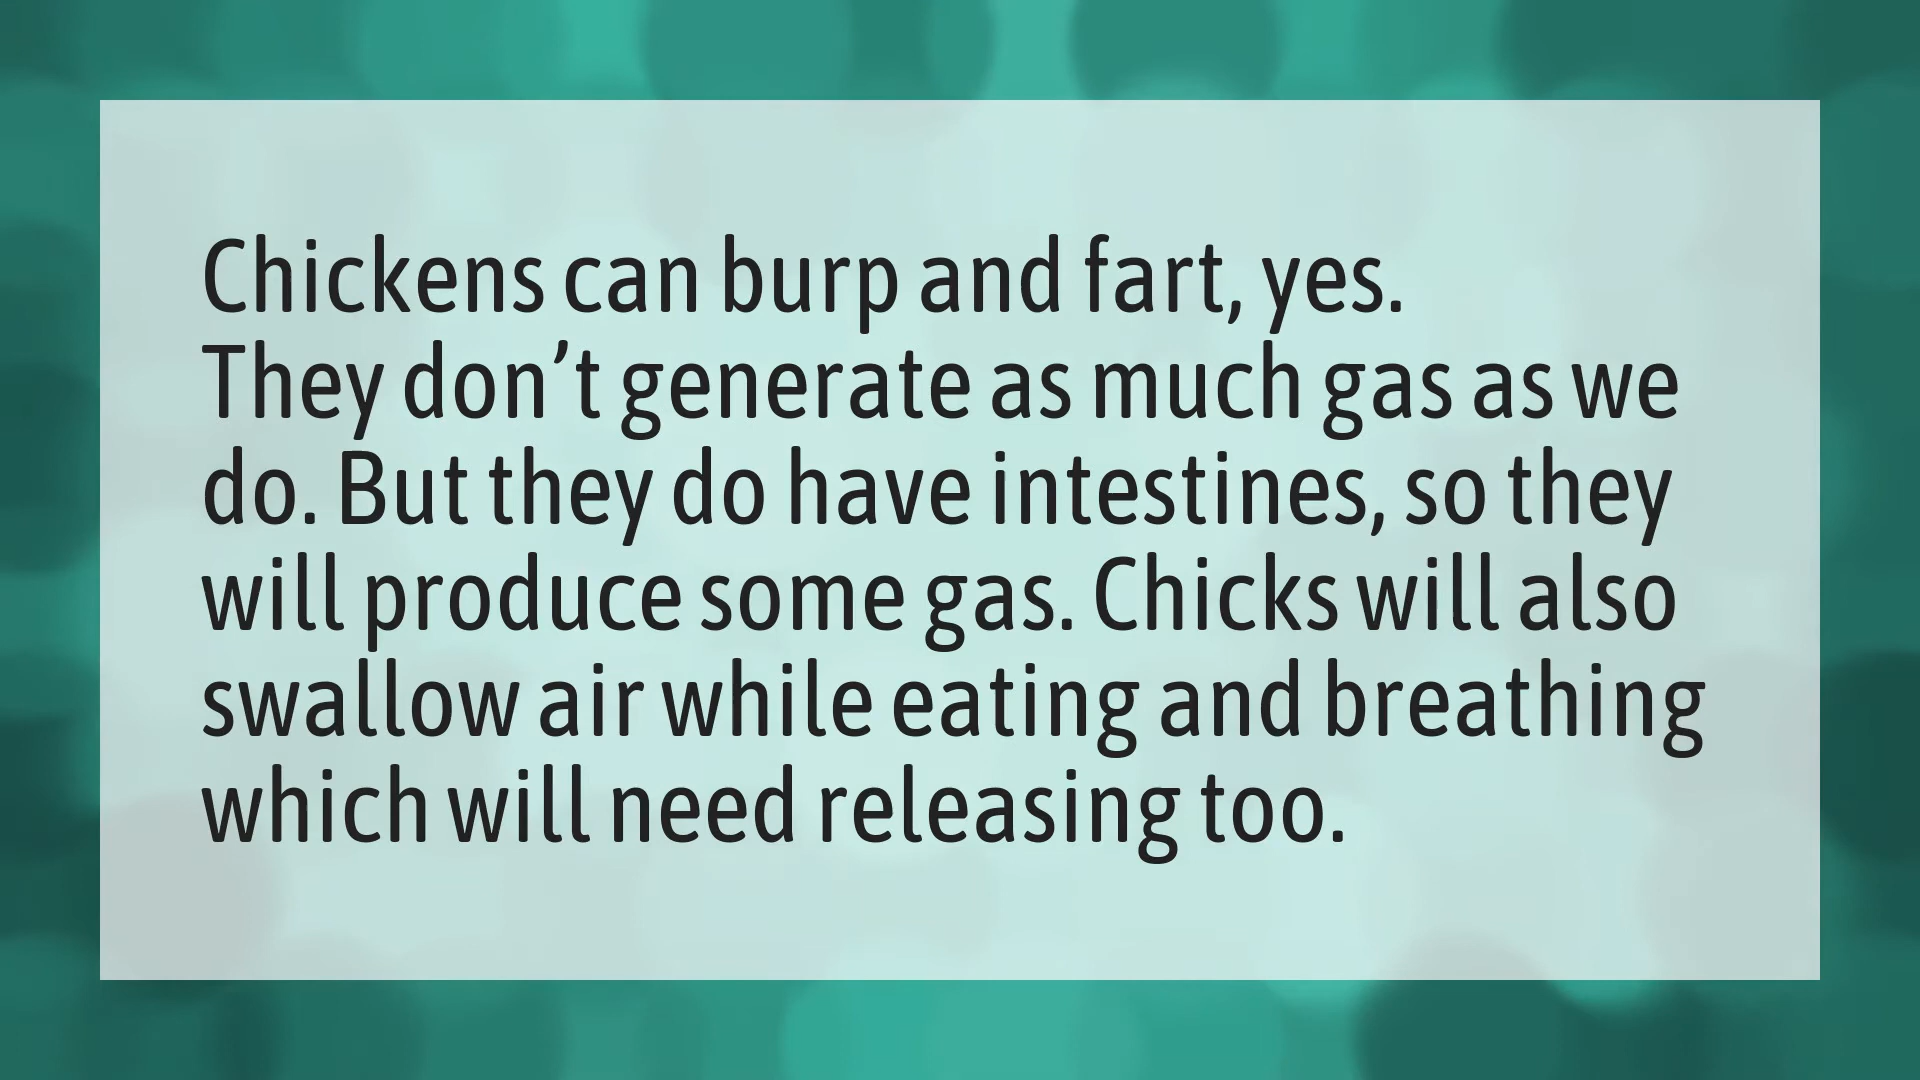 Chickens can burp and fart, yes.
They don’t generate as much gas as we
do. But they do have intestines, so they
will produce some gas. Chicks will also
swallow air while eating and breathing
which will need releasing too.